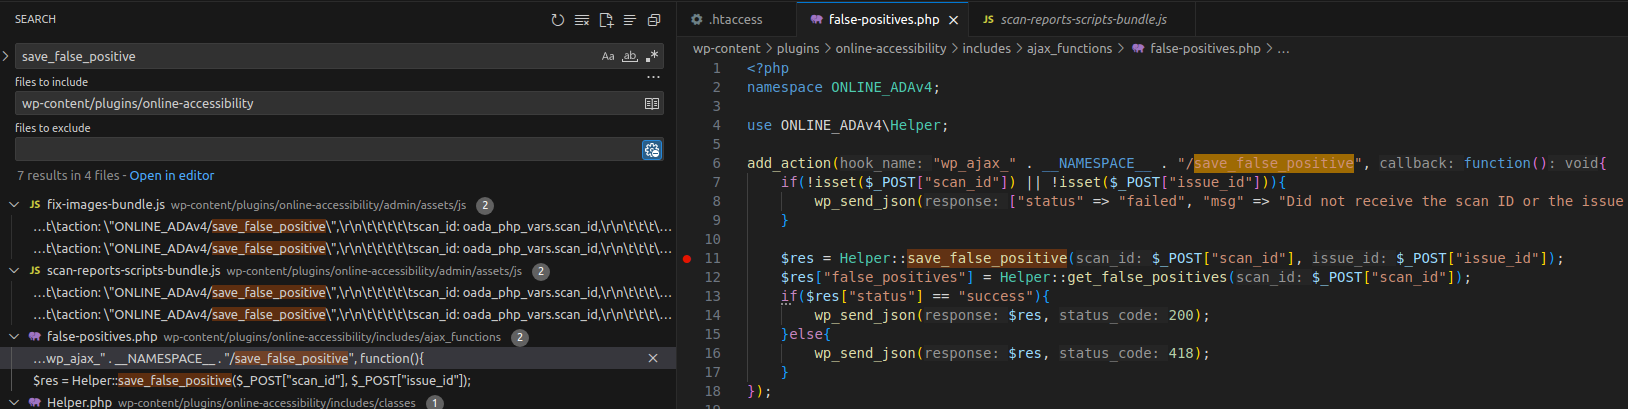 SEARCH
save_false_positive
Aa ab .*
files to include
...
wp-content/plugins/online-accessibility
files to exclude
7 results in 4 files - Open in editor
JS fix-images-bundle.js wp-content/plugins/online-accessibility/admin/assets/js 2
...t\taction: \"ONLINE_ADAv4/save_false_positive\",\r\n\t\t\t\t\tscan_id: oada_php_vars.scan_id,\r\n\t\t\t...
...t\taction: \"ONLINE_ADAv4/save_false_positive\",\r\n\t\t\t\t\tscan_id: oada_php_vars.scan_id,\r\n\t\t\t...
JS scan-reports-scripts-bundle.js wp-content/plugins/online-accessibility/admin/assets/js 2
...t\taction: \"ONLINE_ADAv4/save_false_positive\",\r\n\t\t\t\t\tscan_id: oada_php_vars.scan_id,\r\n\t\t\t...
...t\taction: \"ONLINE_ADAv4/save_false_positive\",\r\n\t\t\t\t\tscan_id: oada_php_vars.scan_id,\r\n\t\t\t...
false-positives.php wp-content/plugins/online-accessibility/includes/ajax_functions 2
...wp_ajax_" . __NAMESPACE__ . "/save_false_positive", function(){
$res = Helper::save_false_positive($_POST["scan_id"], $_POST["issue_id"]);
Helper.php wp-content/plugins/online-accessibility/includes/classes 1
.htaccess
false-positives.php
JS scan-reports-scripts-bundle.js
wp-content > plugins > online-accessibility > includes > ajax_functions > false-positives.php > ...
1 <?php
2 namespace ONLINE_ADAv4;
3
4 use ONLINE_ADAv4\Helper;
5
6 add_action(hook_name: "wp_ajax_" . __NAMESPACE__ . "/save_false_positive", callback: function(): void{
7 if(!isset($_POST["scan_id"]) || !isset($_POST["issue_id"])){
8 wp_send_json(response: ["status" => "failed", "msg" => "Did not receive the scan ID or the issue
9 }
10
11 $res = Helper::save_false_positive(scan_id: $_POST["scan_id"], issue_id: $_POST["issue_id"]);
12 $res["false_positives"] = Helper::get_false_positives(scan_id: $_POST["scan_id"]);
13 if($res["status"] == "success"){
14 wp_send_json(response: $res, status_code: 200);
15 }else{
16 wp_send_json(response: $res, status_code: 418);
17 }
18 });